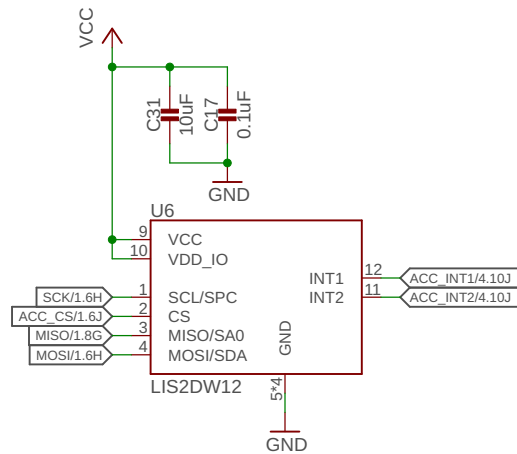 VCC
C31
10uF
C17
0.1uF
GND
U6
9 VCC
10 VDD_IO
INT1 12 ACC_INT1/4.10J
SCK/1.6H 1 SCL/SPC
INT2 11 ACC_INT2/4.10J
ACC_CS/1.6J 2 CS
MISO/1.8G 3 MISO/SA0
MOSI/1.6H 4 MOSI/SDA
GND
LIS2DW12
5*4
GND